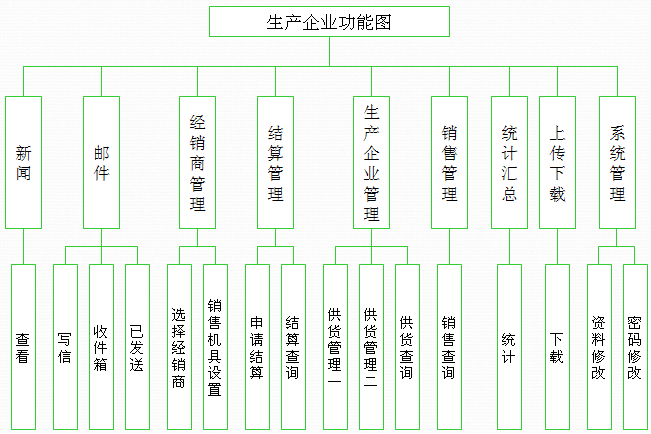 生产企业功能图
新闻
邮件
经销商管理
结算管理
生产企业管理
销售管理
统计汇总
上传下载
系统管理
查看
写信
收件箱
已发送
选择经销商
销售机具设置
申请结算
结算查询
供货管理一
供货管理二
供货查询
销售查询
统计
下载
资料修改
密码修改